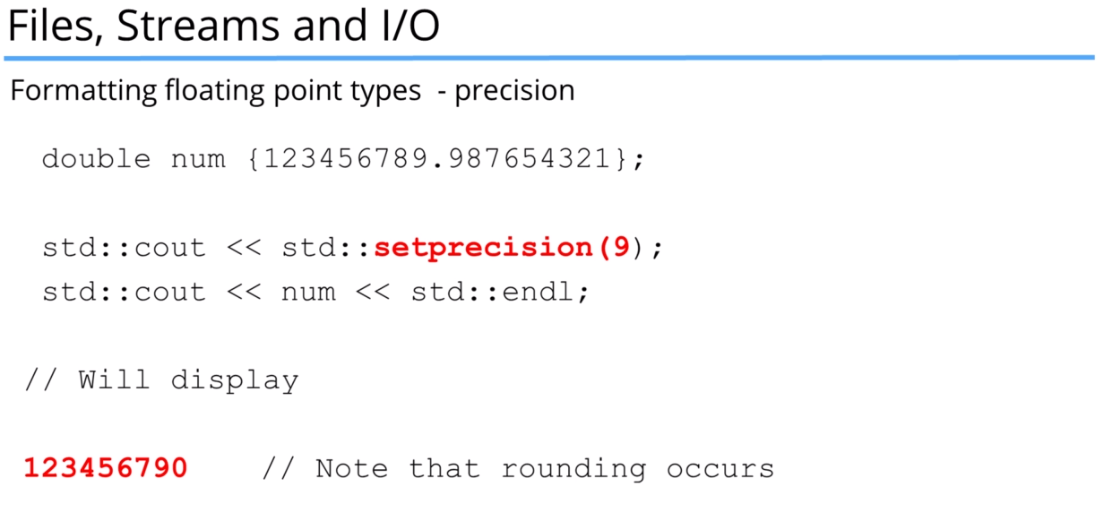 Files, Streams and I/O
Formatting floating point types - precision
double num {123456789.987654321};
std::cout << std::setprecision(9);
std::cout << num << std::endl;
// Will display
123456790 // Note that rounding occurs